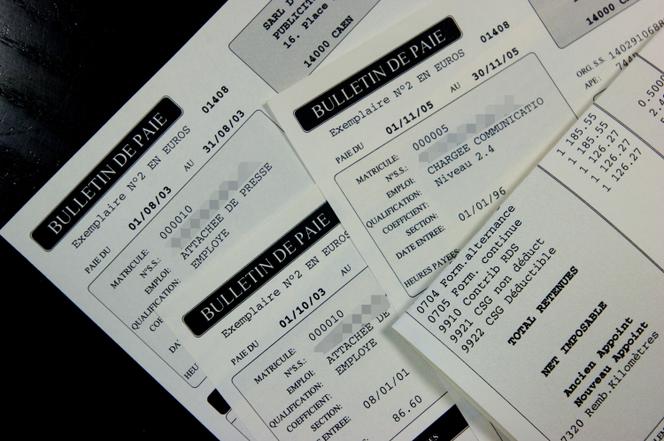 SARL D
PUBLICIT
16, Place
14000 CAEN
BULLETIN DE PAIE
Exemplaire N°2 EN EUROS 01408
PAIE DU 01/08/03 AU 31/08/03
MATRICULE: 000010
N°S.S.:
EMPLOI: ATTACHEE DE PRESSE
QUALIFICATION: EMPLOYE
BULLETIN DE PAIE
Exemplaire N°2 EN EUROS
PAIE DU 01/10/03 AU
MATRICULE: 000010
N°S.S.:
EMPLOI: ATTACHEE DE
QUALIFICATION: EMPLOYE
COEFFICIENT:
SECTION:
DATE ENTREE: 08/01/01
86.60
14000 CAEN
BULLETIN DE PAIE
Exemplaire N°2 EN EUROS 01408
PAIE DU 01/11/05 AU 30/11/05
ORG. S.S.
APE:
MATRICULE: 000005
N°S.S.:
EMPLOI: CHARGEE COMMUNICATIO
QUALIFICATION: Niveau 2.4
COEFFICIENT:
SECTION:
DATE ENTREE: 01/01/96
HEURES PAYEES
1 185.55
1 185.55
1 126.27
1 126.27
1 126.27
0704 Form.alternance
0705 Form. continue
9910 Contrib RDS
9921 CSG non déduct
9922 CSG Déductible
TOTAL RETENUES
NET IMPOSABLE
Ancien Appoint
Nouveau Appoint
320 Remb.Kilomètres